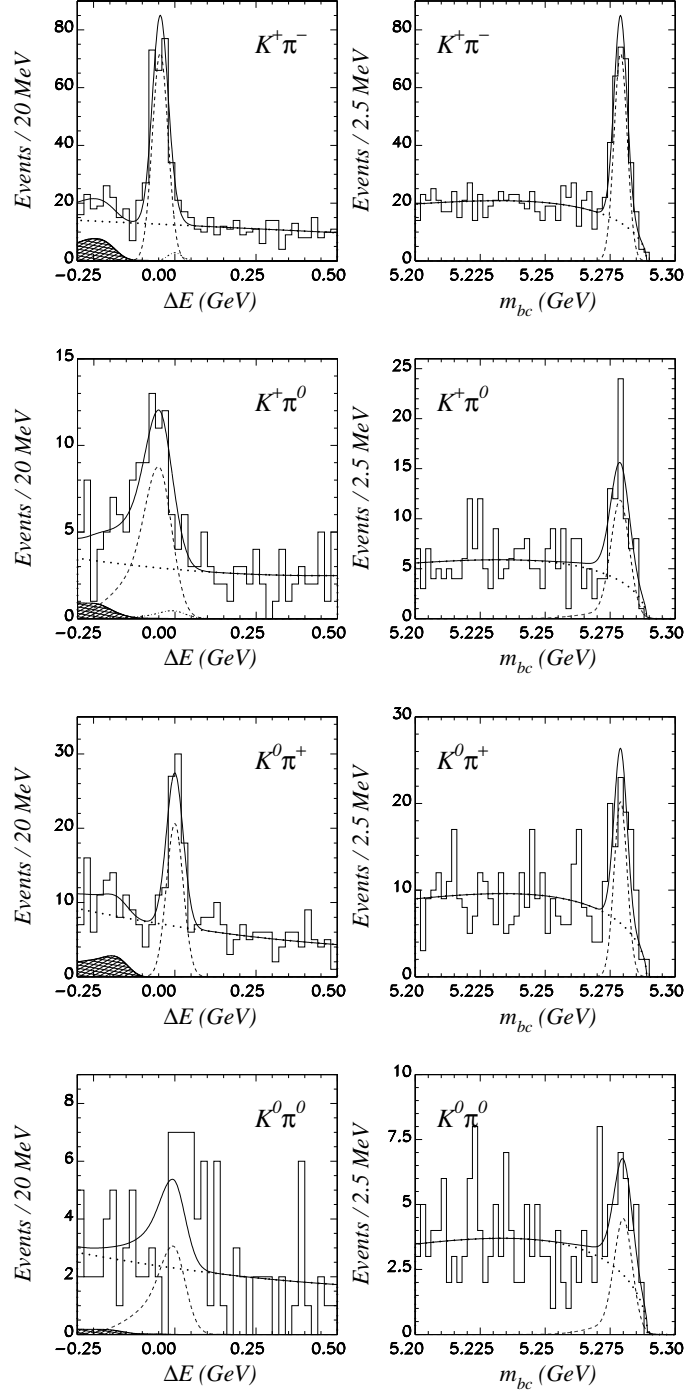 80
60
40
20
0
−0.25 0.00 0.25 0.50
Events / 20 MeV
ΔE (GeV)
K⁺π⁻
80
60
40
20
0
5.20 5.225 5.25 5.275 5.30
Events / 2.5 MeV
m_bc (GeV)
K⁺π⁻
15
10
5
0
−0.25 0.00 0.25 0.50
Events / 20 MeV
ΔE (GeV)
K⁺π⁰
25
20
15
10
5
0
5.20 5.225 5.25 5.275 5.30
Events / 2.5 MeV
m_bc (GeV)
K⁺π⁰
30
20
10
0
−0.25 0.00 0.25 0.50
Events / 20 MeV
ΔE (GeV)
K⁰π⁺
30
20
10
0
5.20 5.225 5.25 5.275 5.30
Events / 2.5 MeV
m_bc (GeV)
K⁰π⁺
8
6
4
2
0
−0.25 0.00 0.25 0.50
Events / 20 MeV
ΔE (GeV)
K⁰π⁰
10
7.5
5
2.5
0
5.20 5.225 5.25 5.275 5.30
Events / 2.5 MeV
m_bc (GeV)
K⁰π⁰